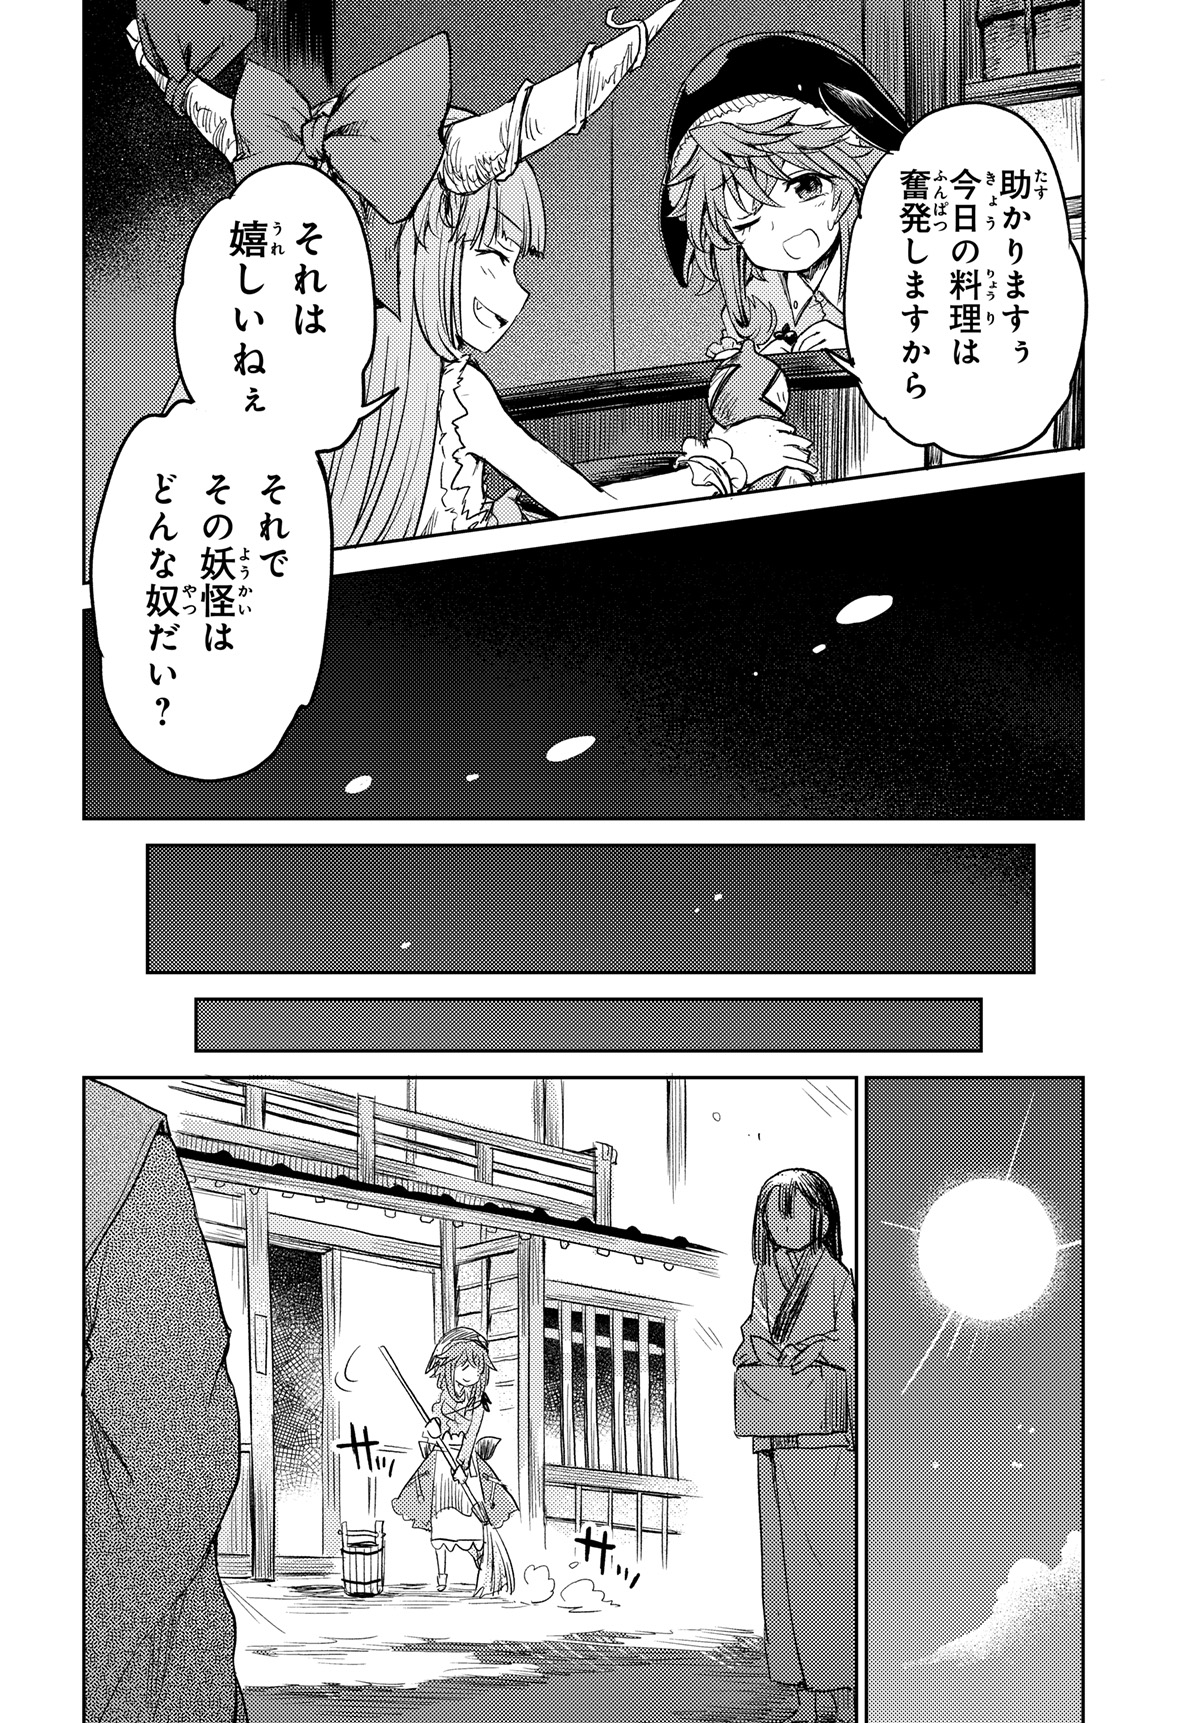 助かりますぅ
今日の料理は
奮発しますから
それは
嬉しいねぇ
それで
その妖怪は
どんな奴だい？
サッ
サッ